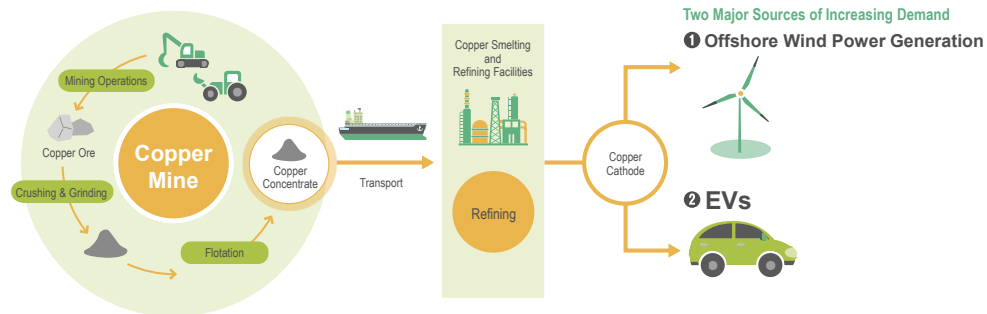 Mining Operations
Copper Ore
Crushing & Grinding
Copper
Mine
Flotation
Copper
Concentrate
Transport
Copper Smelting
and
Refining Facilities
Refining
Copper
Cathode
Two Major Sources of Increasing Demand
❶ Offshore Wind Power Generation
❷ EVs